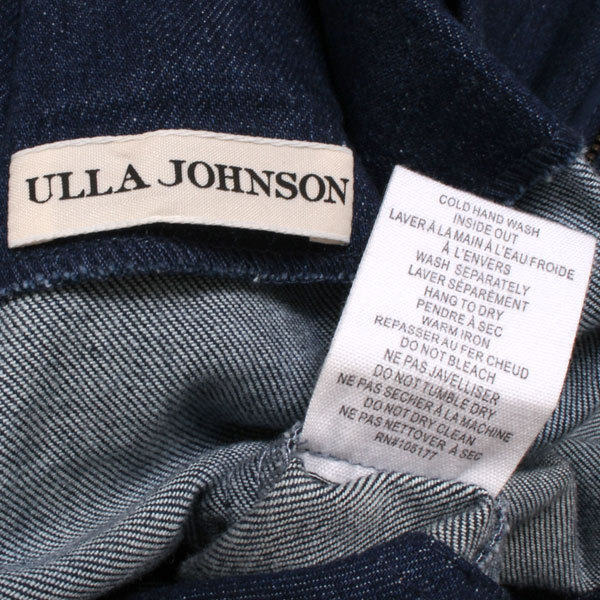 ULLA JOHNSON
COLD HAND WASH
INSIDE OUT
LAVER À LA MAIN À L'EAU FROIDE
À L'ENVERS
WASH SEPARATELY
LAVER SÉPARÉMENT
HANG TO DRY
PENDRE À SEC
WARM IRON
REPASSER AU FER CHEUD
DO NOT BLEACH
NE PAS JAVELLISER
DO NOT TUMBLE DRY
NE PAS SECHER À LA MACHINE
DO NOT DRY CLEAN
NE PAS NETTOVER À SEC
RN#105177